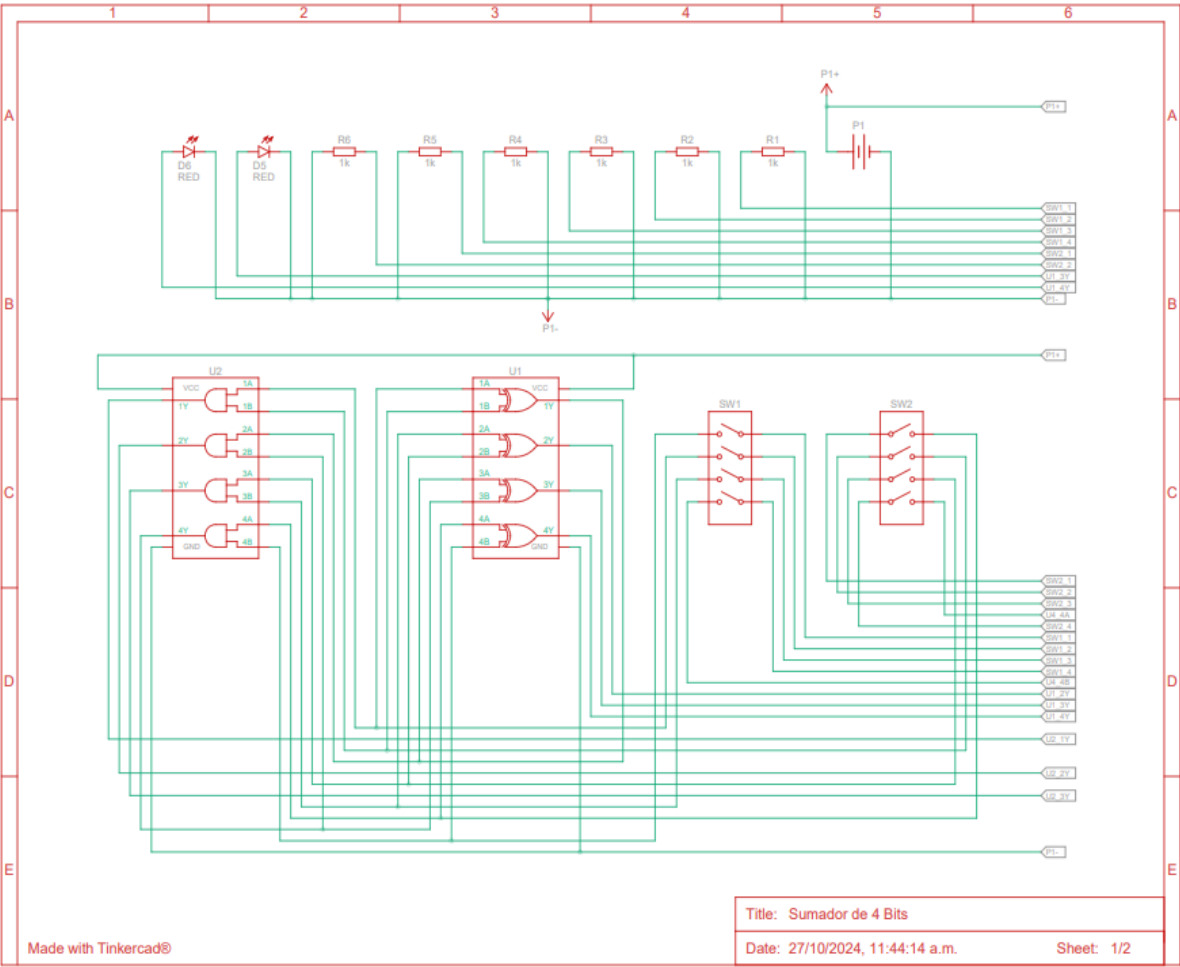 1 2 3 4 5 6
P1+
A A
P1+
R6 R5 R4 R3 R2 R1 P1
D6 D5 1k 1k 1k 1k 1k 1k
RED RED
SW1_1
SW1_2
SW1_3
SW1_4
SW2_1
SW2_2
U1_3Y
U1_4Y
B P1- B
P1-
P1+
U2 U1
VCC 1A 1A VCC
1Y 1B 1B 1Y
SW1 SW2
2A 2A
2Y 2B 2B 2Y
3A 3A
C 3Y 3B 3B 3Y C
4A 4A
4Y 4B 4B 4Y
GND GND
SW2_1
SW2_2
SW2_3
U4_4A
SW2_4
SW1_1
SW1_2
SW1_3
SW1_4
D U4_4B D
U1_2Y
U1_3Y
U1_4Y
U2_1Y
U2_2Y
U2_3Y
P1-
E E
Title: Sumador de 4 Bits
Made with Tinkercad® Date: 27/10/2024, 11:44:14 a.m. Sheet: 1/2